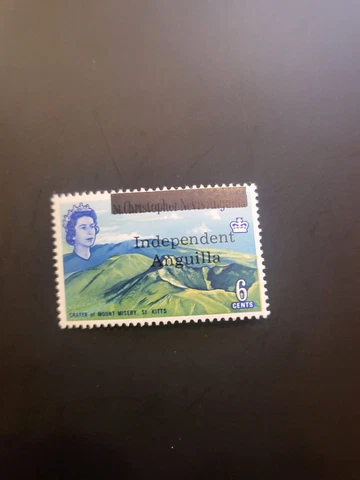 St Christopher Nevis Anguilla
Independent
Anguilla
6
CENTS
CRATER of MOUNT MISERY, St. KITTS